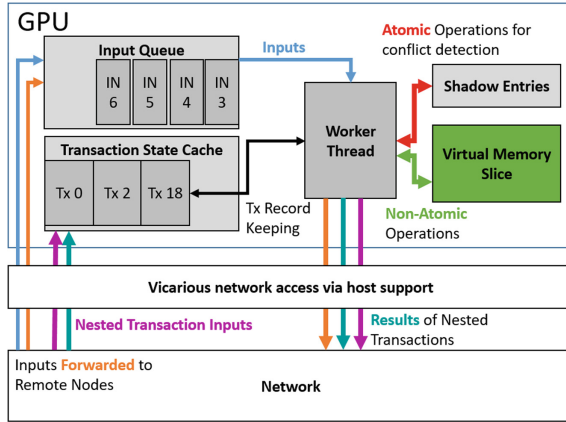 GPU
Input Queue
IN
6
IN
5
IN
4
IN
3
Inputs
Atomic Operations for
conflict detection
Shadow Entries
Worker
Thread
Virtual Memory
Slice
Transaction State Cache
Tx 0
Tx 2
Tx 18
Tx Record
Keeping
Non-Atomic
Operations
Vicarious network access via host support
Nested Transaction Inputs
Results of Nested
Transactions
Inputs Forwarded to
Remote Nodes
Network